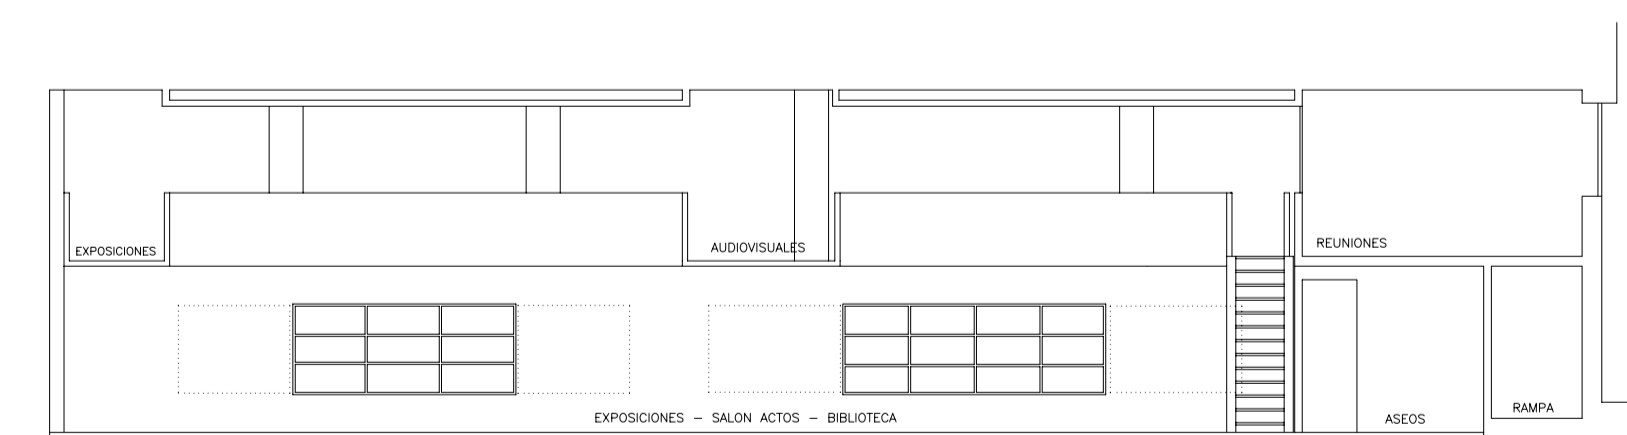 EXPOSICIONES
AUDIOVISUALES
REUNIONES
EXPOSICIONES – SALON ACTOS – BIBLIOTECA
ASEOS
RAMPA